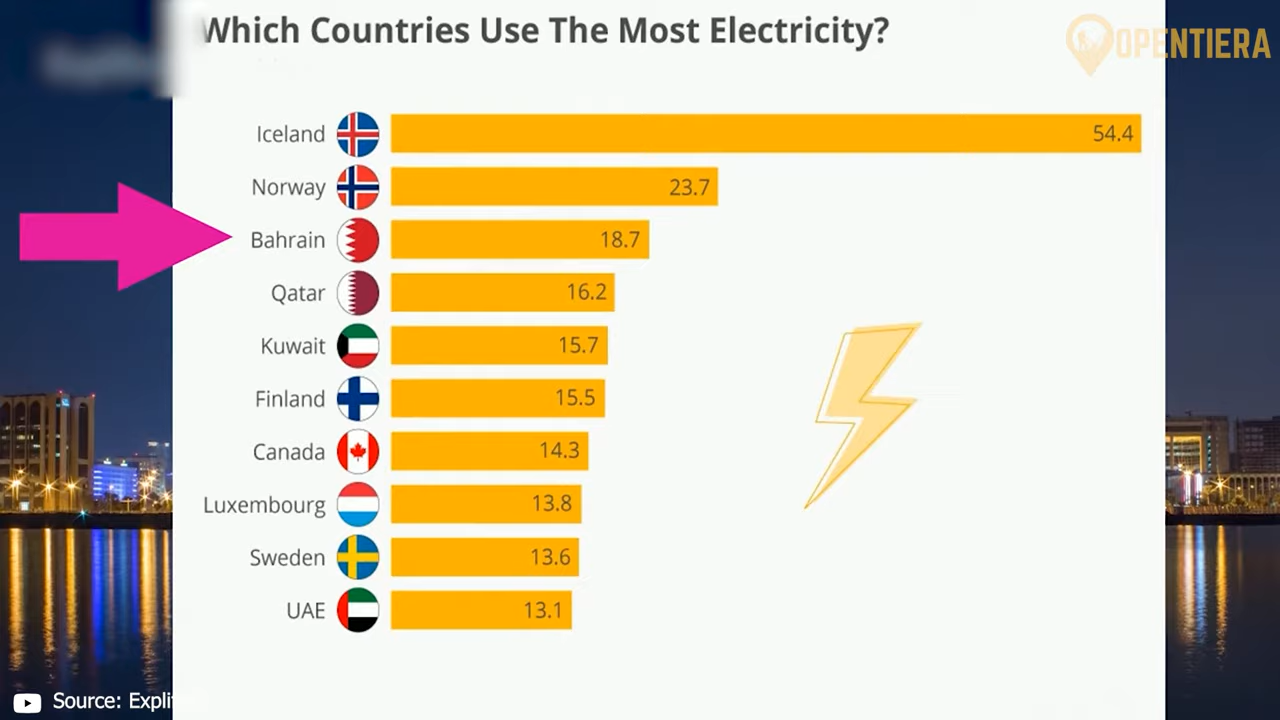 Which Countries Use The Most Electricity?
OPENTIERA
Iceland 54.4
Norway 23.7
Bahrain 18.7
Qatar 16.2
Kuwait 15.7
Finland 15.5
Canada 14.3
Luxembourg 13.8
Sweden 13.6
UAE 13.1
Source: